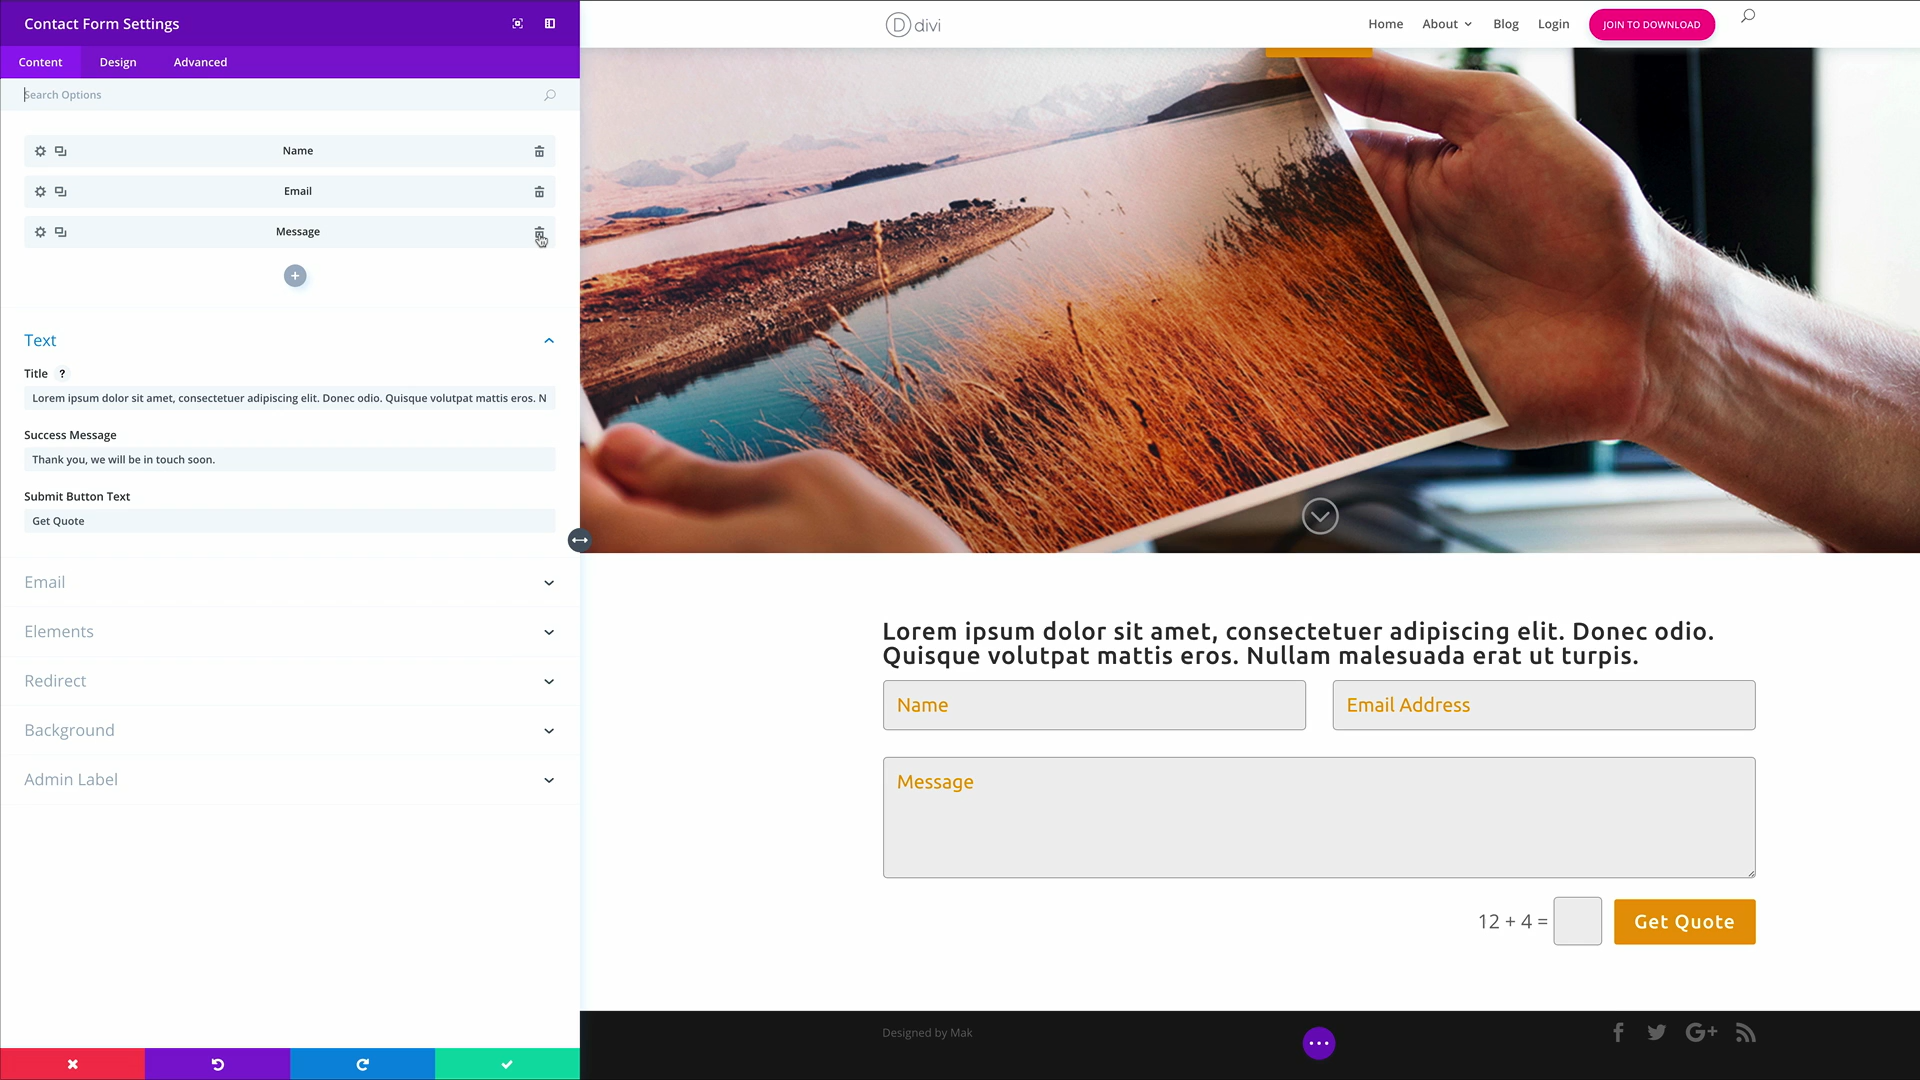 Contact Form Settings
Content Design Advanced
Search Options
Name
Email
Message
Text
Title ?
Lorem ipsum dolor sit amet, consectetuer adipiscing elit. Donec odio. Quisque volutpat mattis eros. N
Success Message
Thank you, we will be in touch soon.
Submit Button Text
Get Quote
Email
Elements
Redirect
Background
Admin Label
D divi
Home About Blog Login JOIN TO DOWNLOAD
Lorem ipsum dolor sit amet, consectetuer adipiscing elit. Donec odio.
Quisque volutpat mattis eros. Nullam malesuada erat ut turpis.
Name Email Address
Message
12 + 4 = Get Quote
Designed by Mak